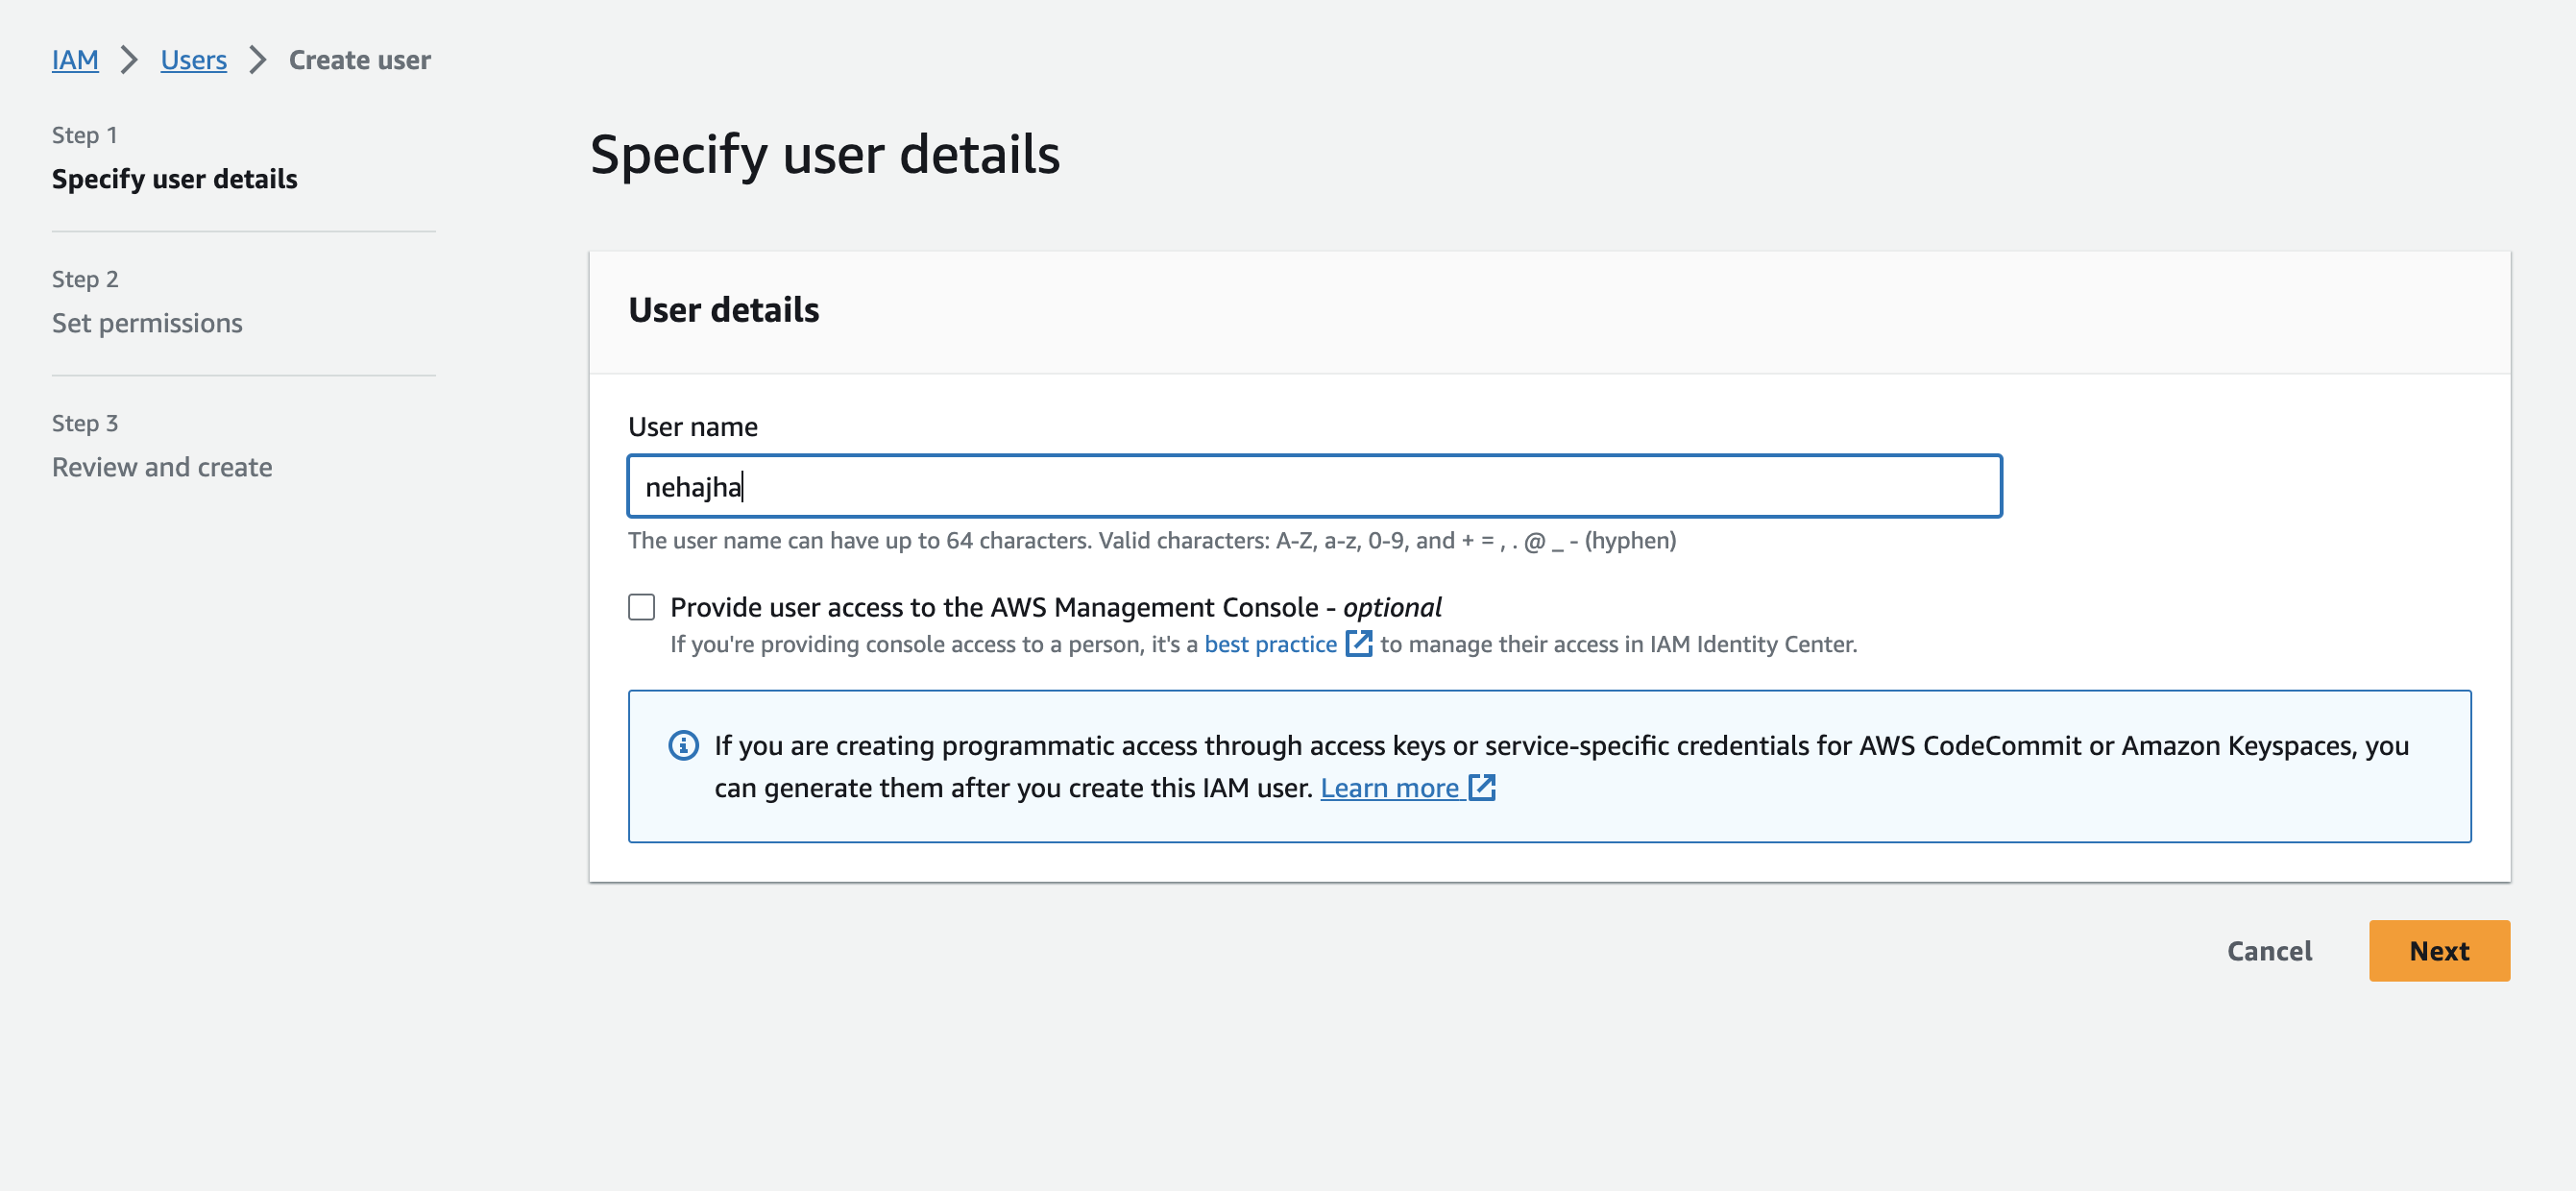 IAM > Users > Create user
Step 1
Specify user details
Step 2
Set permissions
Step 3
Review and create
Specify user details
User details
User name
nehajha
The user name can have up to 64 characters. Valid characters: A-Z, a-z, 0-9, and + = , . @ _ - (hyphen)
Provide user access to the AWS Management Console - optional
If you're providing console access to a person, it's a best practice to manage their access in IAM Identity Center.
If you are creating programmatic access through access keys or service-specific credentials for AWS CodeCommit or Amazon Keyspaces, you
can generate them after you create this IAM user. Learn more
Cancel
Next